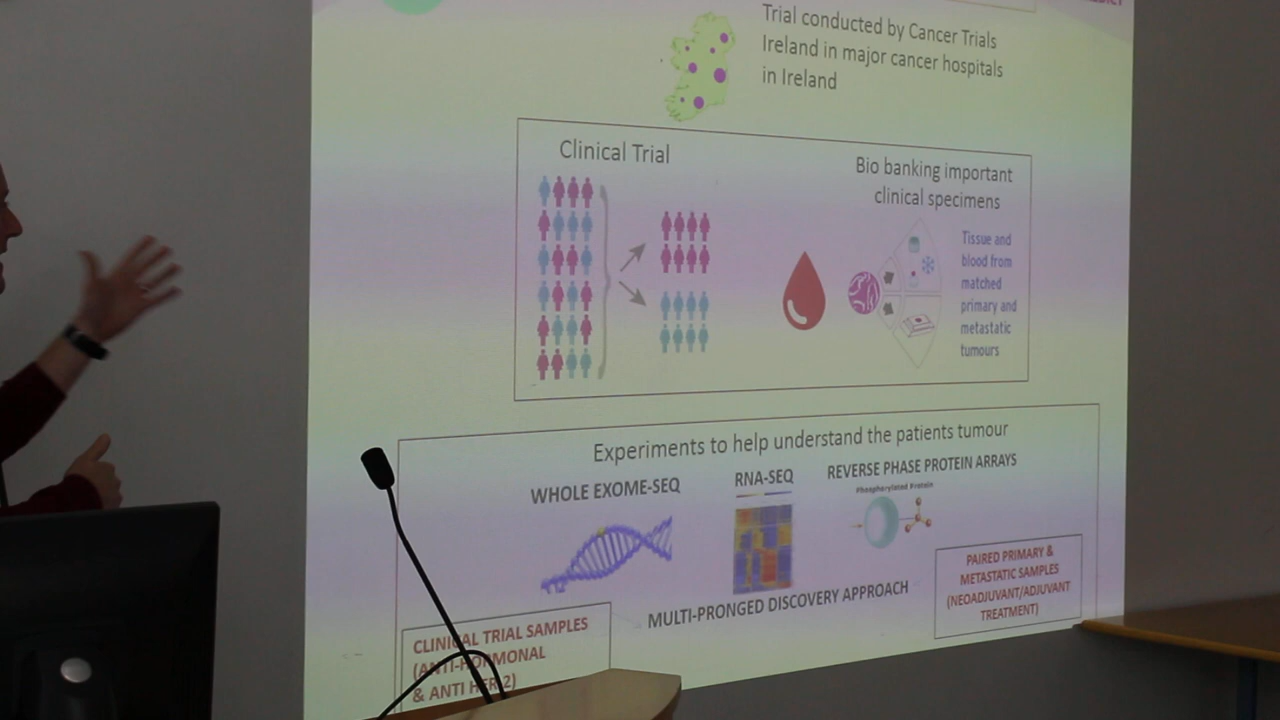 Trial conducted by Cancer Trials
Ireland in major cancer hospitals
in Ireland
Clinical Trial
Bio banking important
clinical specimens
Tissue and
blood from
matched
primary and
metastatic
tumours
Experiments to help understand the patients tumour
WHOLE EXOME-SEQ
RNA-SEQ
REVERSE PHASE PROTEIN ARRAYS
Phosphorylated Protein
PAIRED PRIMARY &
METASTATIC SAMPLES
(NEOADJUVANT/ADJUVANT
TREATMENT)
MULTI-PRONGED DISCOVERY APPROACH
CLINICAL TRIAL SAMPLES
(ANTI-HORMONAL
& ANTI HER2)